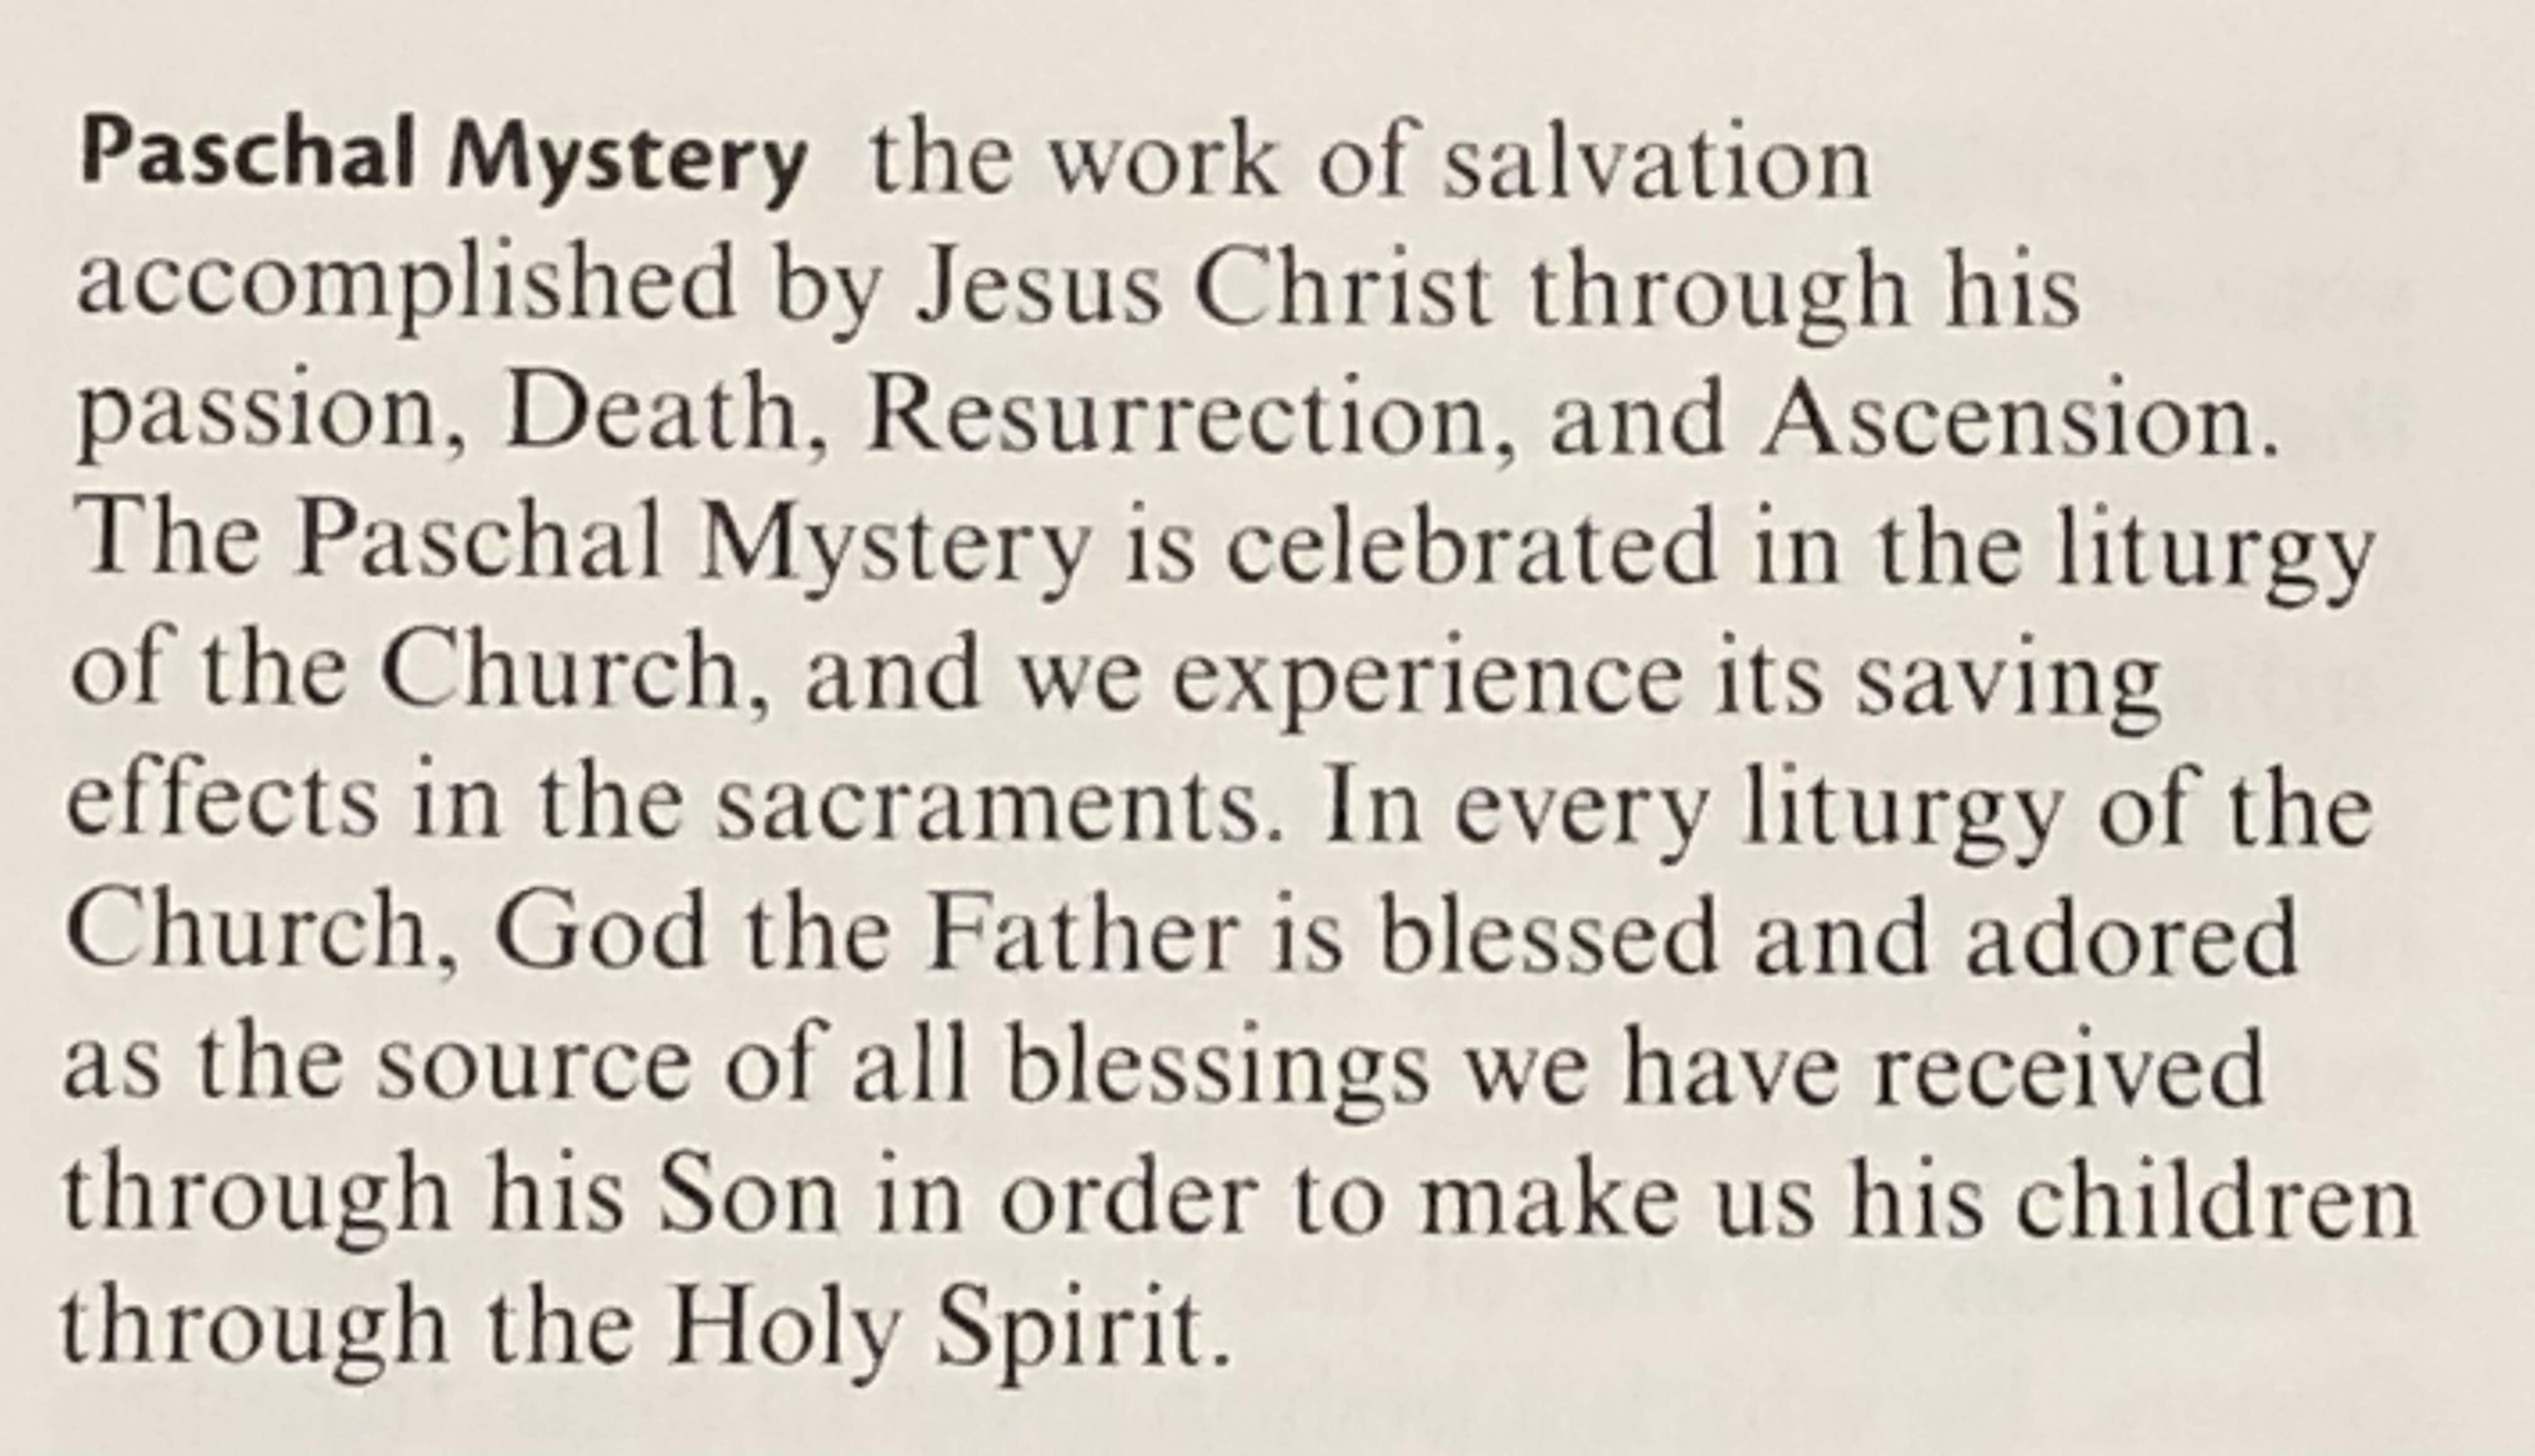 Paschal Mystery the work of salvation
accomplished by Jesus Christ through his
passion, Death, Resurrection, and Ascension.
The Paschal Mystery is celebrated in the liturgy
of the Church, and we experience its saving
effects in the sacraments. In every liturgy of the
Church, God the Father is blessed and adored
as the source of all blessings we have received
through his Son in order to make us his children
through the Holy Spirit.